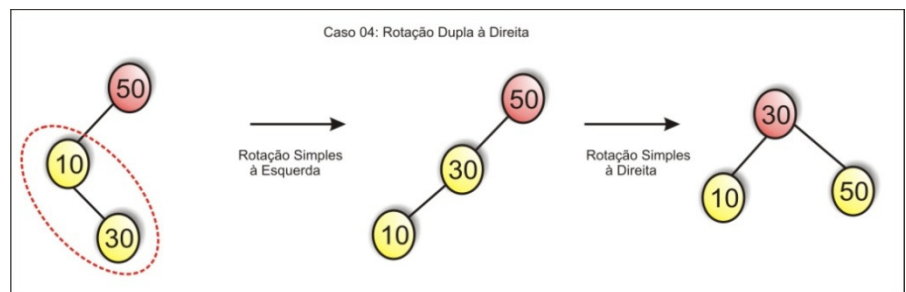 Caso 04: Rotação Dupla à Direita
50
10
30
Rotação Simples
à Esquerda
50
30
10
Rotação Simples
à Direita
30
10
50